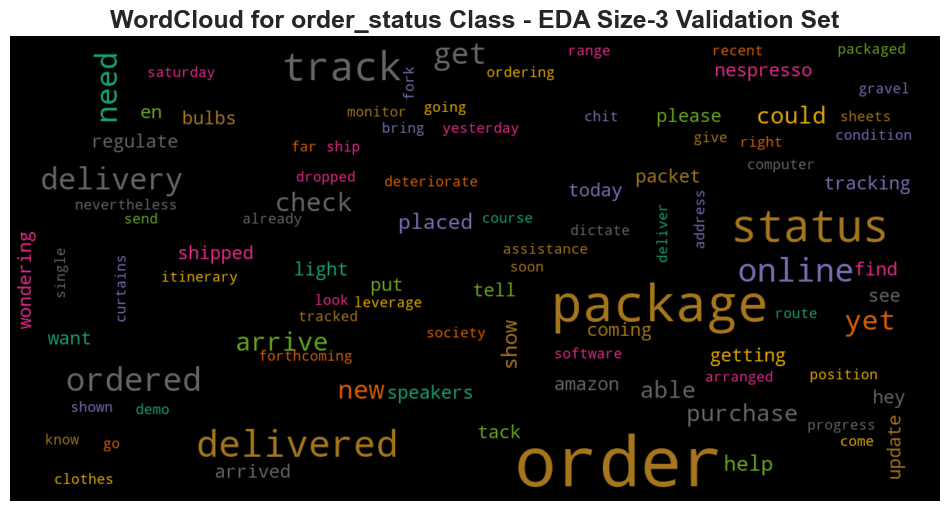 WordCloud for order_status Class - EDA Size-3 Validation Set
need
saturday
track
fork
get
ordering
range
recent
nespresso
packaged
gravel
en
bulbs
monitor
going
bring
yesterday
chit
please
could
sheets
give
right
condition
regulate
far
ship
computer
delivery
dropped
deteriorate
today
packet
tracking
nevertheless
send
already
check
placed
course
dictate
deliver
address
status
wondering
single
curtains
shipped
itinerary
light
assistance
soon
online
find
put
tell
look
leverage
tracked
package
route
see
yet
want
arrive
forthcoming
society
show
coming
software
getting
arranged
position
ordered
new
speakers
amazon
able
hey
shown
demo
purchase
progress
come
update
know
go
delivered
tack
order
help
arrived
clothes